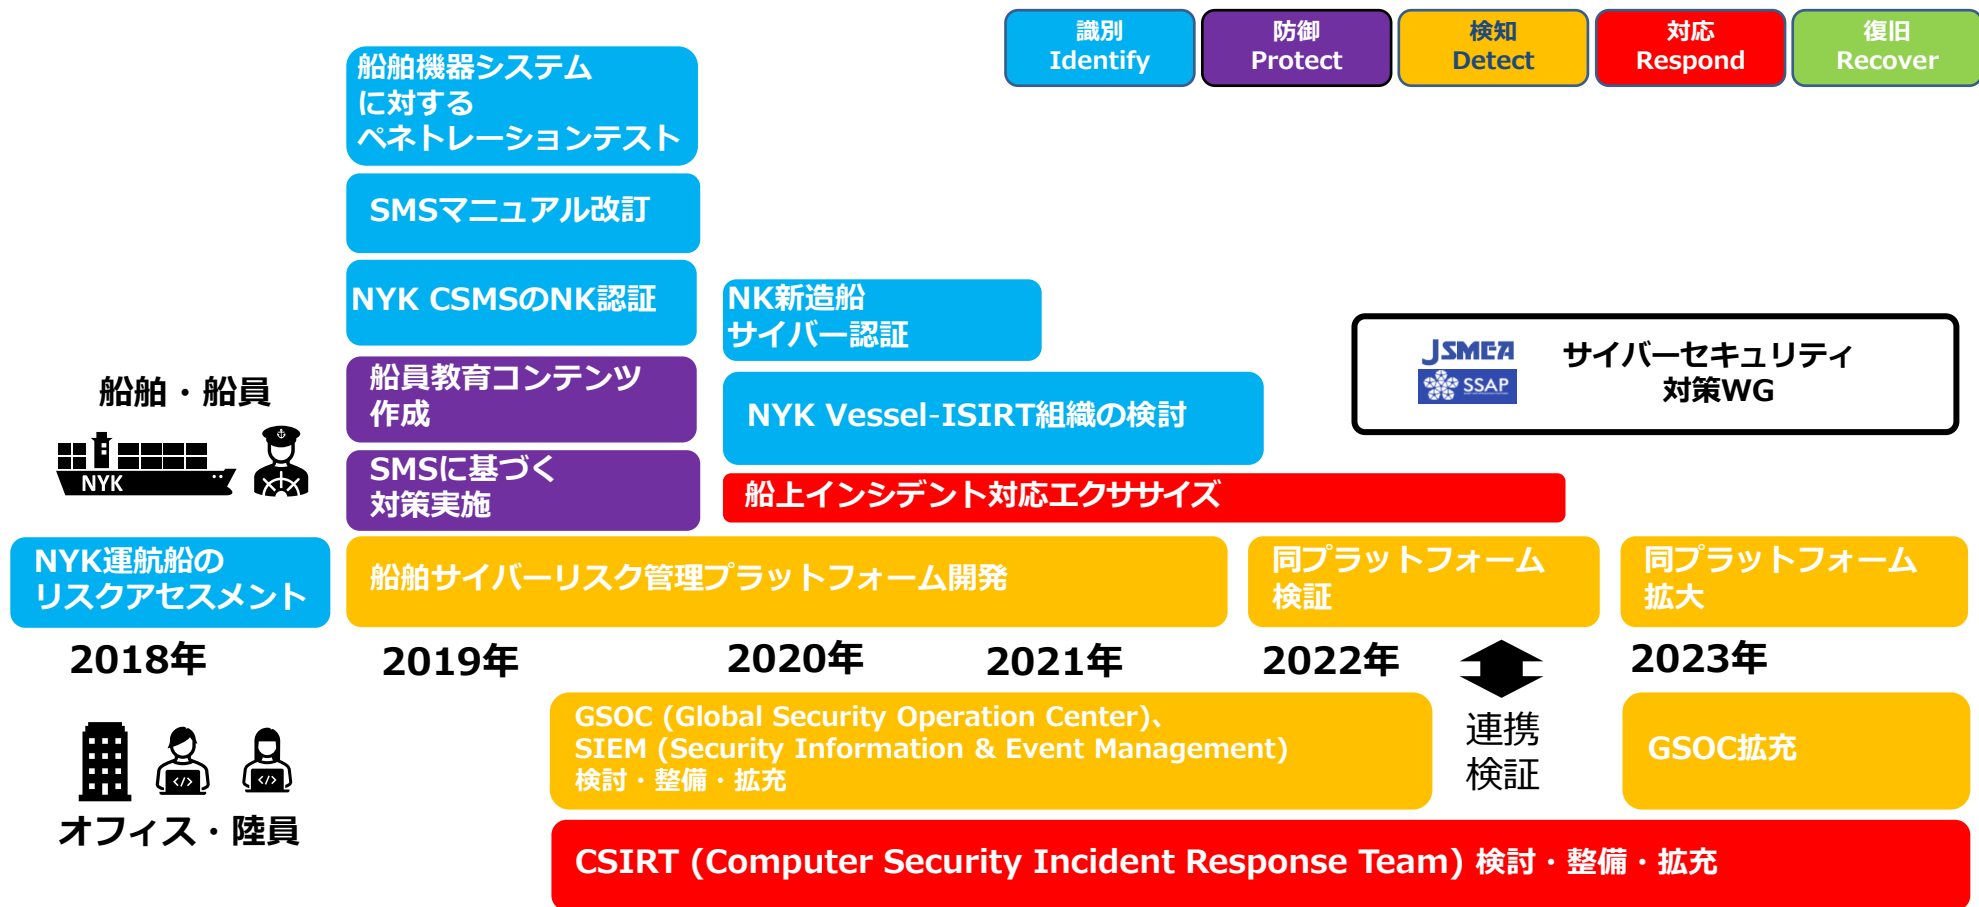 識別
Identify
防御
Protect
検知
Detect
対応
Respond
復旧
Recover
船舶機器システム
に対する
ペネトレーションテスト
SMSマニュアル改訂
NYK CSMSのNK認証
NK新造船
サイバー認証
JSMEA
SSAP
サイバーセキュリティ
対策WG
船員教育コンテンツ
作成
NYK Vessel-ISIRT組織の検討
船舶・船員
NYK
SMSに基づく
対策実施
船上インシデント対応エクササイズ
NYK運航船の
リスクアセスメント
船舶サイバーリスク管理プラットフォーム開発
同プラットフォーム
検証
同プラットフォーム
拡大
2018年
2019年
2020年
2021年
2022年
2023年
GSOC (Global Security Operation Center)、
SIEM (Security Information & Event Management)
検討・整備・拡充
連携
検証
GSOC拡充
オフィス・陸員
CSIRT (Computer Security Incident Response Team) 検討・整備・拡充